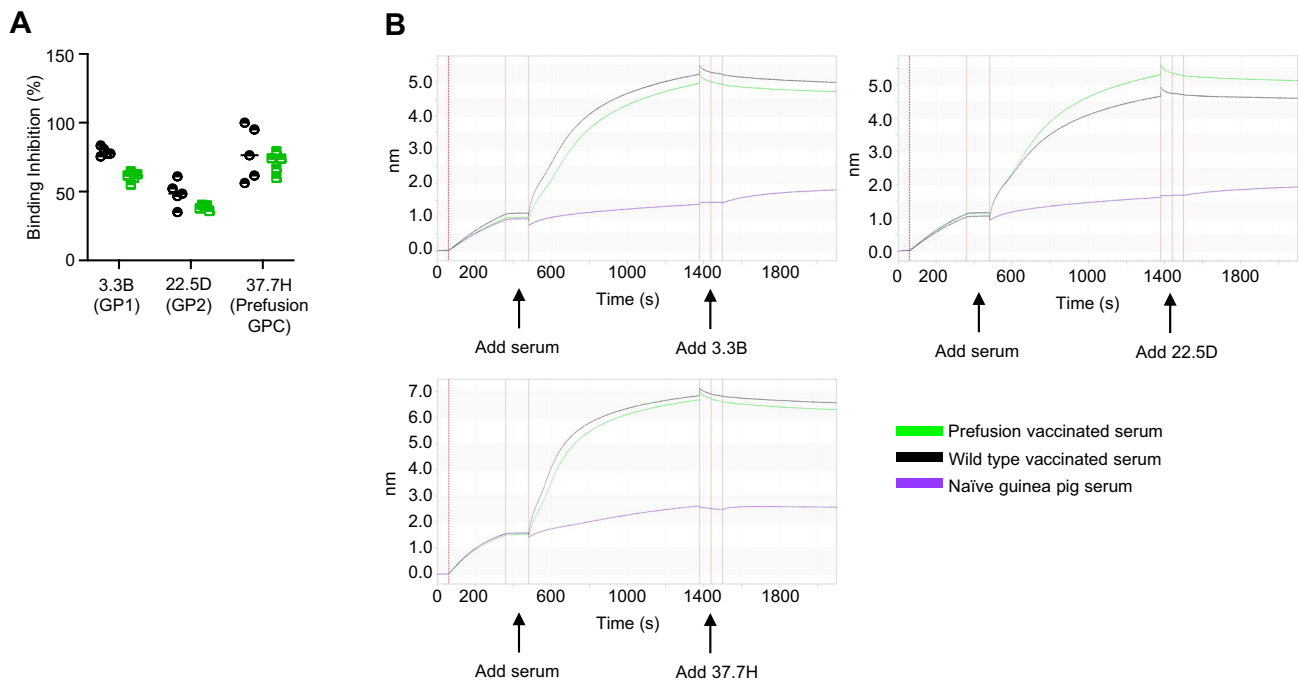 A
Binding Inhibition (%)
150
100
50
0
3.3B
(GP1)
22.5D
(GP2)
37.7H
(Prefusion
GPC)
B
nm
5.0
4.0
3.0
2.0
1.0
0.0
0 200 600 1000 1400 1800
Time (s)
Add serum
Add 3.3B
nm
5.0
4.0
3.0
2.0
1.0
0.0
0 200 600 1000 1400 1800
Time (s)
Add serum
Add 22.5D
nm
7.0
6.0
5.0
4.0
3.0
2.0
1.0
0.0
0 200 600 1000 1400 1800
Time (s)
Add serum
Add 37.7H
Prefusion vaccinated serum
Wild type vaccinated serum
Naïve guinea pig serum